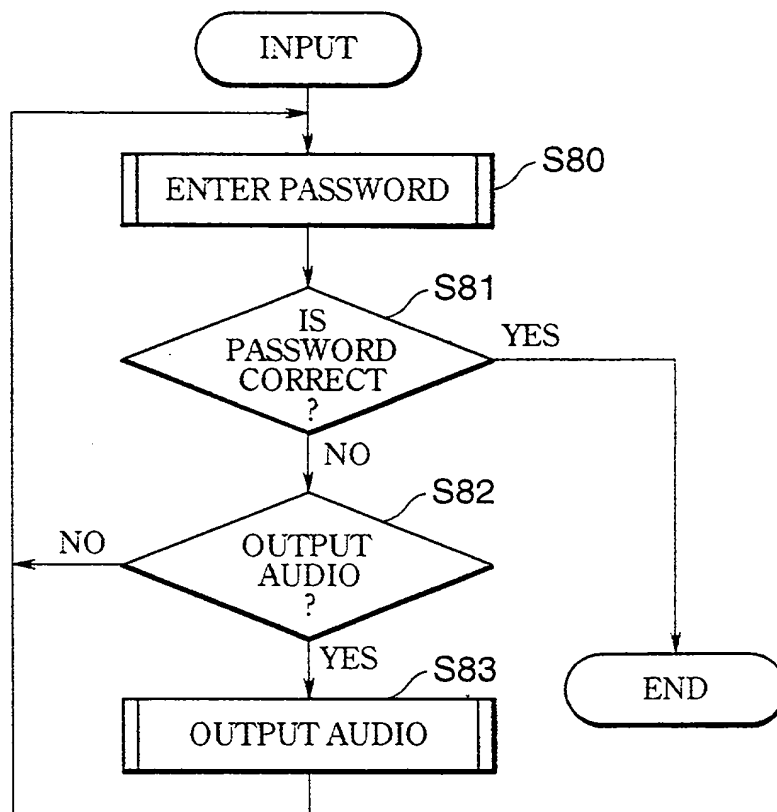 INPUT
ENTER PASSWORD
S80
S81
IS
PASSWORD
CORRECT
?
YES
NO
S82
NO
OUTPUT
AUDIO
?
YES
S83
OUTPUT AUDIO
END